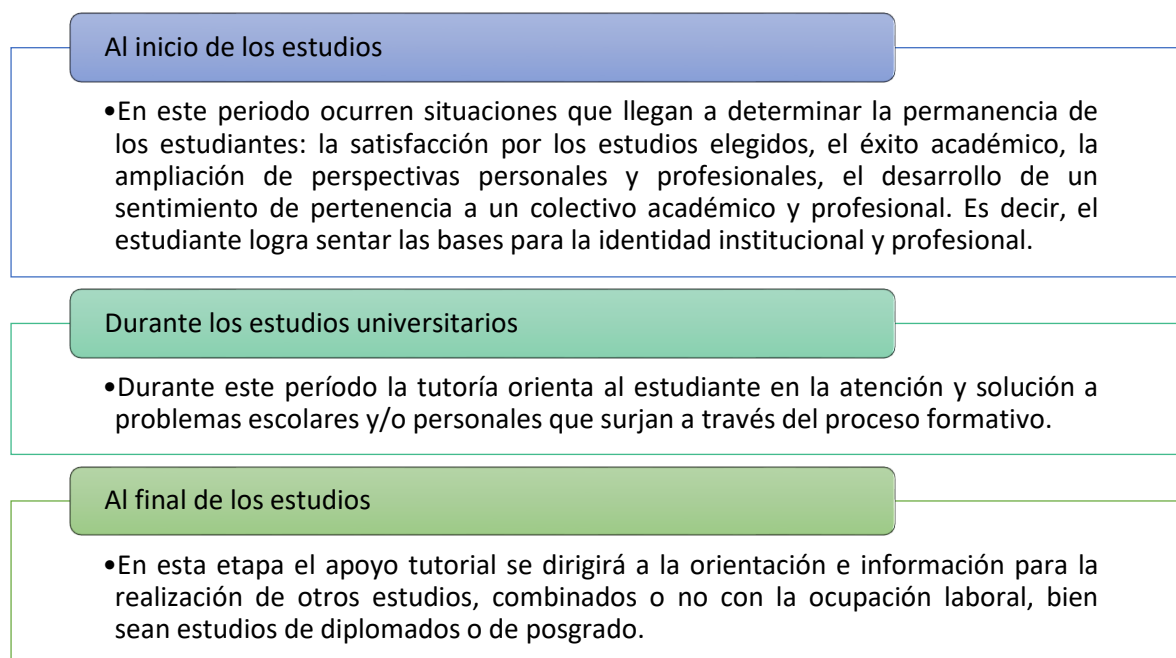 Al inicio de los estudios
•En este periodo ocurren situaciones que llegan a determinar la permanencia de
los estudiantes: la satisfacción por los estudios elegidos, el éxito académico, la
ampliación de perspectivas personales y profesionales, el desarrollo de un
sentimiento de pertenencia a un colectivo académico y profesional. Es decir, el
estudiante logra sentar las bases para la identidad institucional y profesional.
Durante los estudios universitarios
•Durante este período la tutoría orienta al estudiante en la atención y solución a
problemas escolares y/o personales que surjan a través del proceso formativo.
Al final de los estudios
•En esta etapa el apoyo tutorial se dirigirá a la orientación e información para la
realización de otros estudios, combinados o no con la ocupación laboral, bien
sean estudios de diplomados o de posgrado.